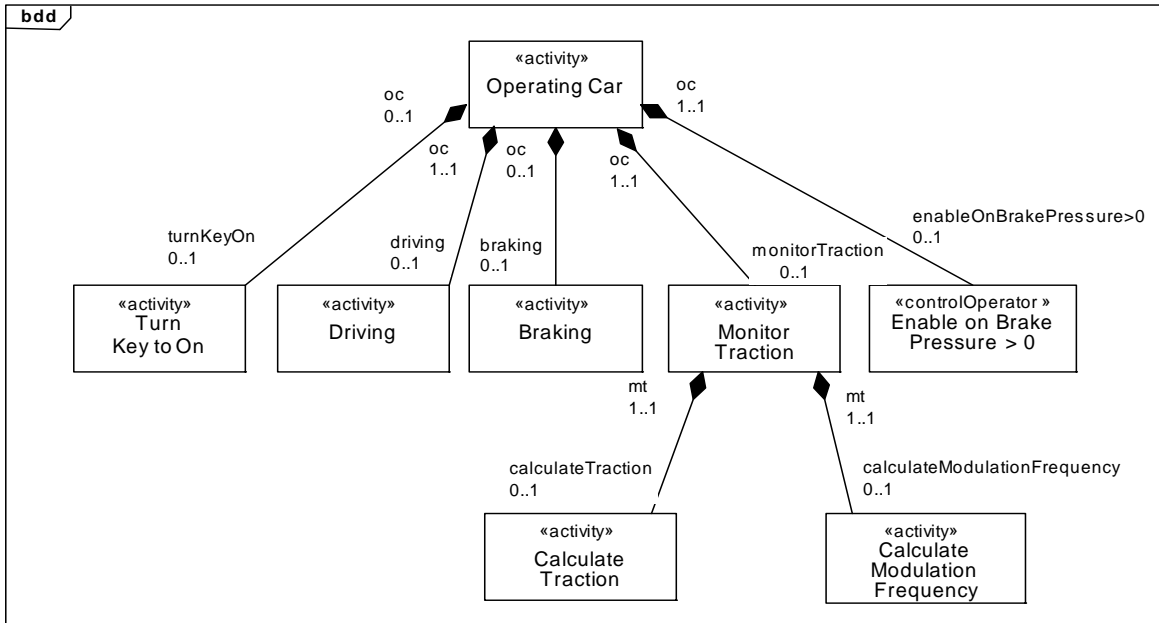 bdd
«activity»
Operating Car
oc
0..1
oc
1..1
oc
0..1
oc
1..1
oc
1..1
turnKeyOn
0..1
driving
0..1
braking
0..1
monitorTraction
0..1
enableOnBrakePressure>0
0..1
«activity»
Turn
Key to On
«activity»
Driving
«activity»
Braking
«activity»
Monitor
Traction
«controlOperator »
Enable on Brake
Pressure > 0
mt
1..1
mt
1..1
calculateTraction
0..1
calculateModulationFrequency
0..1
«activity»
Calculate
Traction
«activity»
Calculate
Modulation
Frequency